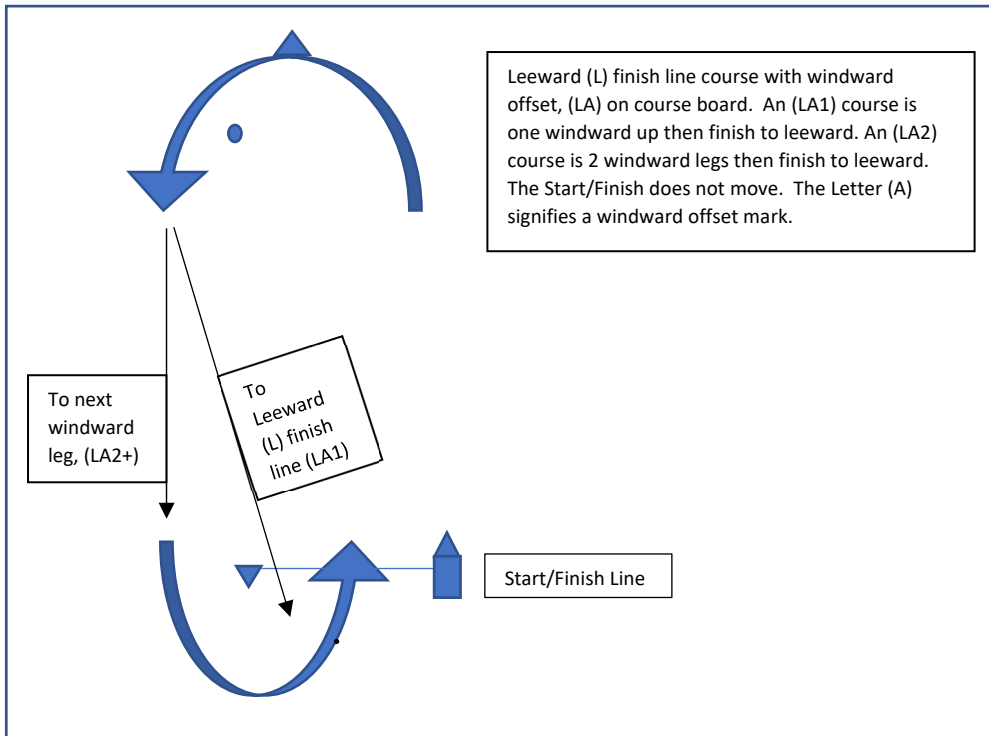 Leeward (L) finish line course with windward
offset, (LA) on course board.  An (LA1) course is
one windward up then finish to leeward. An (LA2)
course is 2 windward legs then finish to leeward.
The Start/Finish does not move.  The Letter (A)
signifies a windward offset mark.
To next
windward
leg, (LA2+)
To
Leeward
(L) finish
line (LA1)
Start/Finish Line